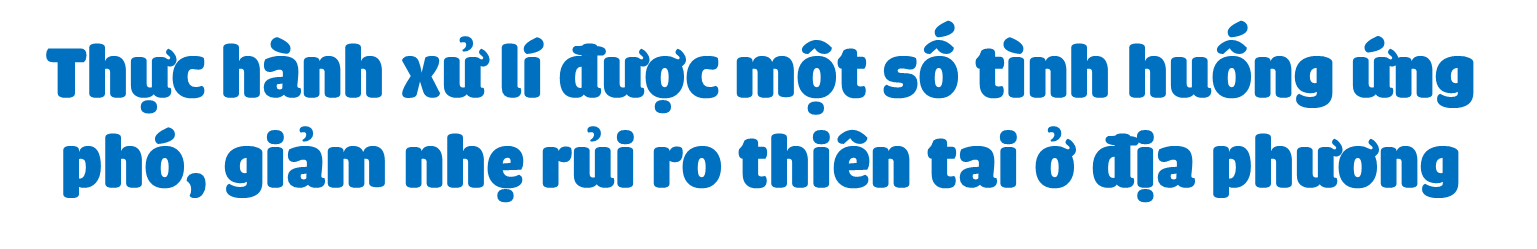 Thực hành xử lí được một số tình huống ứng
phó, giảm nhẹ rủi ro thiên tai ở địa phương